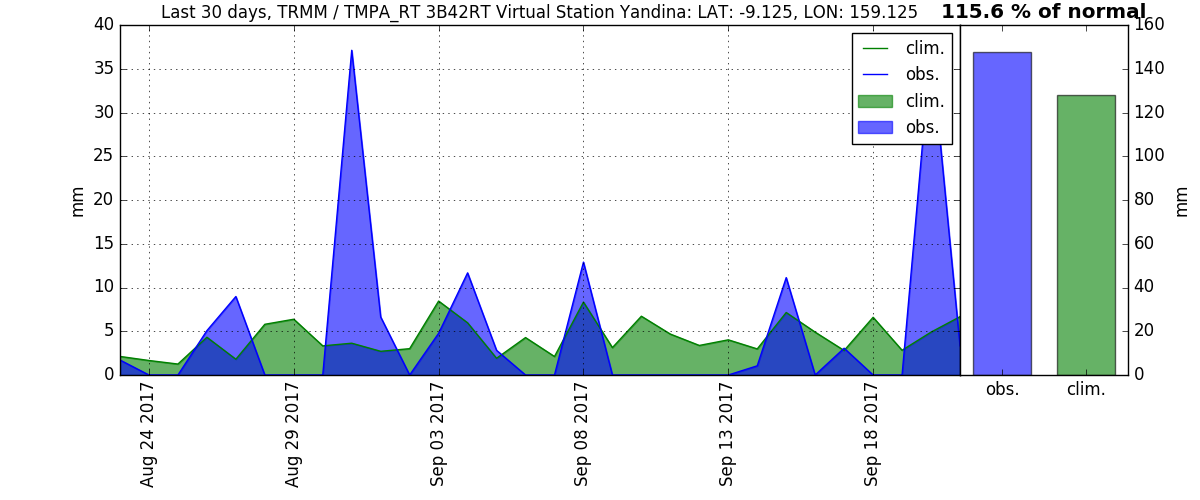 Last 30 days, TRMM / TMPA_RT 3B42RT Virtual Station Yandina: LAT: -9.125, LON: 159.125
115.6 % of normal
40
35
30
25
20
15
10
5
0
mm
clim.
obs.
clim.
obs.
160
140
120
100
80
60
40
20
0
mm
Aug 24 2017
Aug 29 2017
Sep 03 2017
Sep 08 2017
Sep 13 2017
Sep 18 2017
obs.
clim.